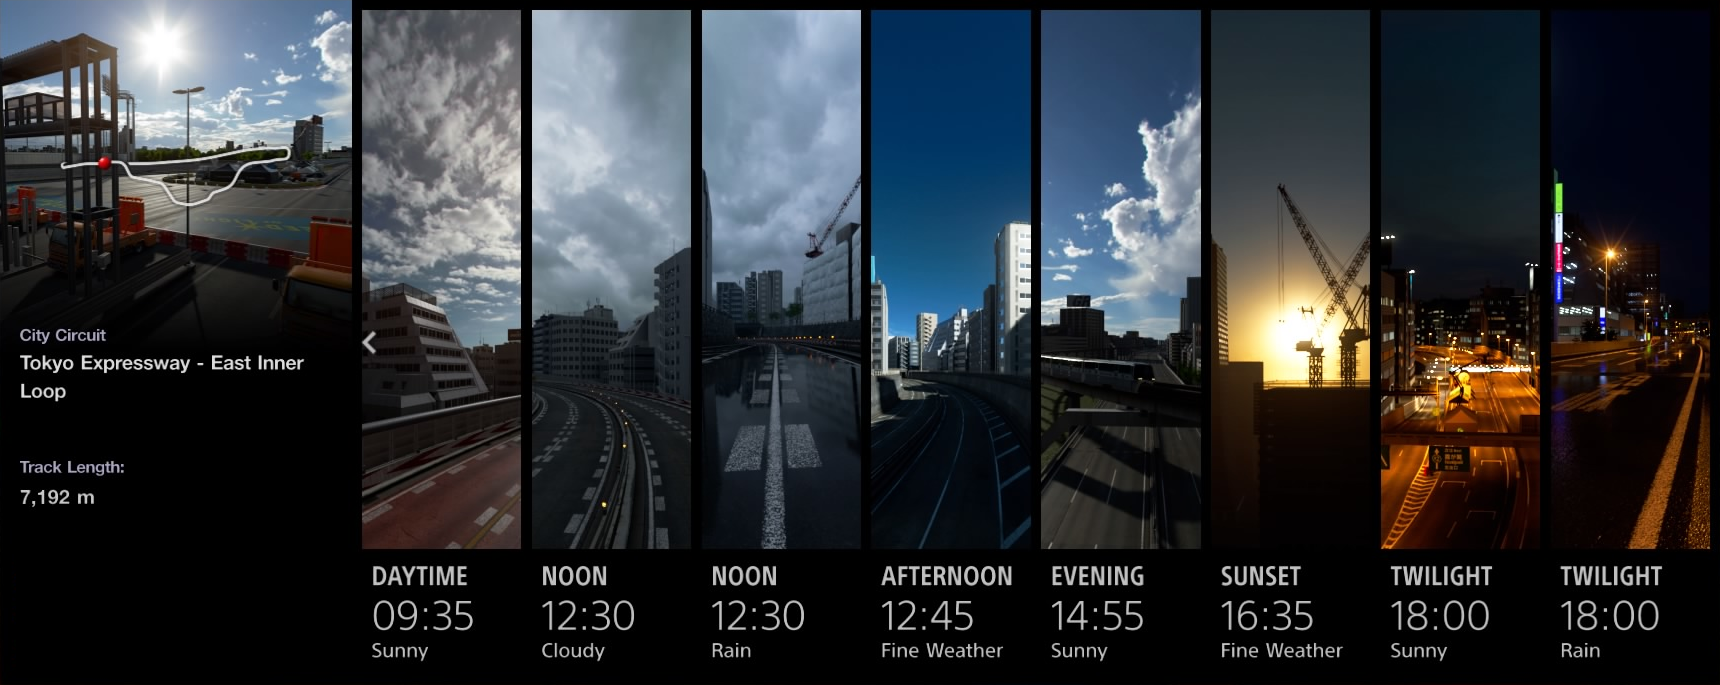 City Circuit
Tokyo Expressway - East Inner
Loop
Track Length:
7,192 m
DAYTIME
09:35
Sunny
NOON
12:30
Cloudy
NOON
12:30
Rain
AFTERNOON
12:45
Fine Weather
EVENING
14:55
Sunny
SUNSET
16:35
Fine Weather
TWILIGHT
18:00
Sunny
TWILIGHT
18:00
Rain